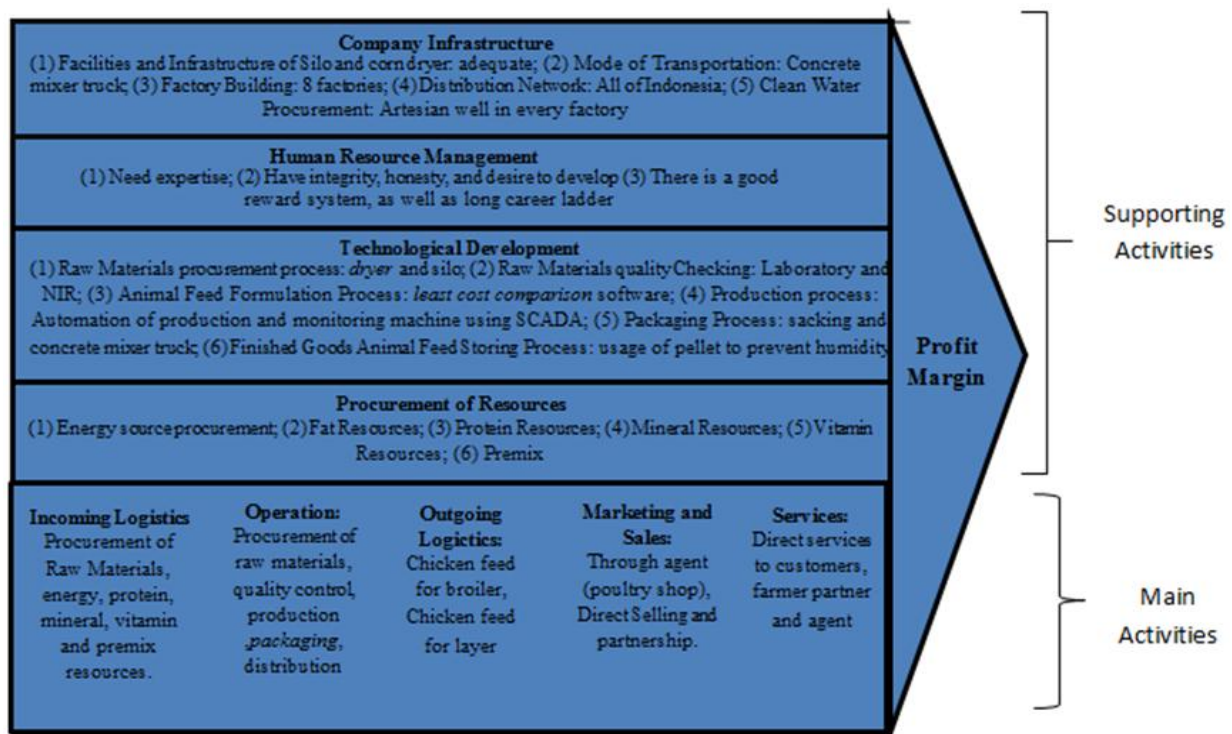 Company Infrastructure
(1) Facilities and Infrastructure of Silo and corn dryer: adequate; (2) Mode of Transportation: Concrete
mixer truck; (3) Factory Building: 8 factories; (4) Distribution Network: All of Indonesia; (5) Clean Water
Procurement: Artesian well in every factory
Human Resource Management
(1) Need expertise; (2) Have integrity, honesty, and desire to develop (3) There is a good
reward system, as well as long career ladder
Technological Development
(1) Raw Materials procurement process: dryer and silo; (2) Raw Materials quality Checking: Laboratory and
NIR; (3) Animal Feed Formulation Process: least cost comparison software; (4) Production process:
Automation of production and monitoring machine using SCADA; (5) Packaging Process: sacking and
concrete mixer truck; (6) Finished Goods Animal Feed Storing Process: usage of pellet to prevent humidity
Procurement of Resources
(1) Energy source procurement; (2) Fat Resources; (3) Protein Resources; (4) Mineral Resources; (5) Vitamin
Resources; (6) Premix
Incoming Logistics
Procurement of
Raw Materials,
energy, protein,
mineral, vitamin
and premix
resources.
Operation:
Procurement of
raw materials,
quality control,
production
,packaging,
distribution
Outgoing
Logictics:
Chicken feed
for broiler,
Chicken feed
for layer
Marketing and
Sales:
Through agent
(poultry shop),
Direct Selling and
partnership.
Services:
Direct services
to customers,
farmer partner
and agent
Profit
Margin
Supporting
Activities
Main
Activities